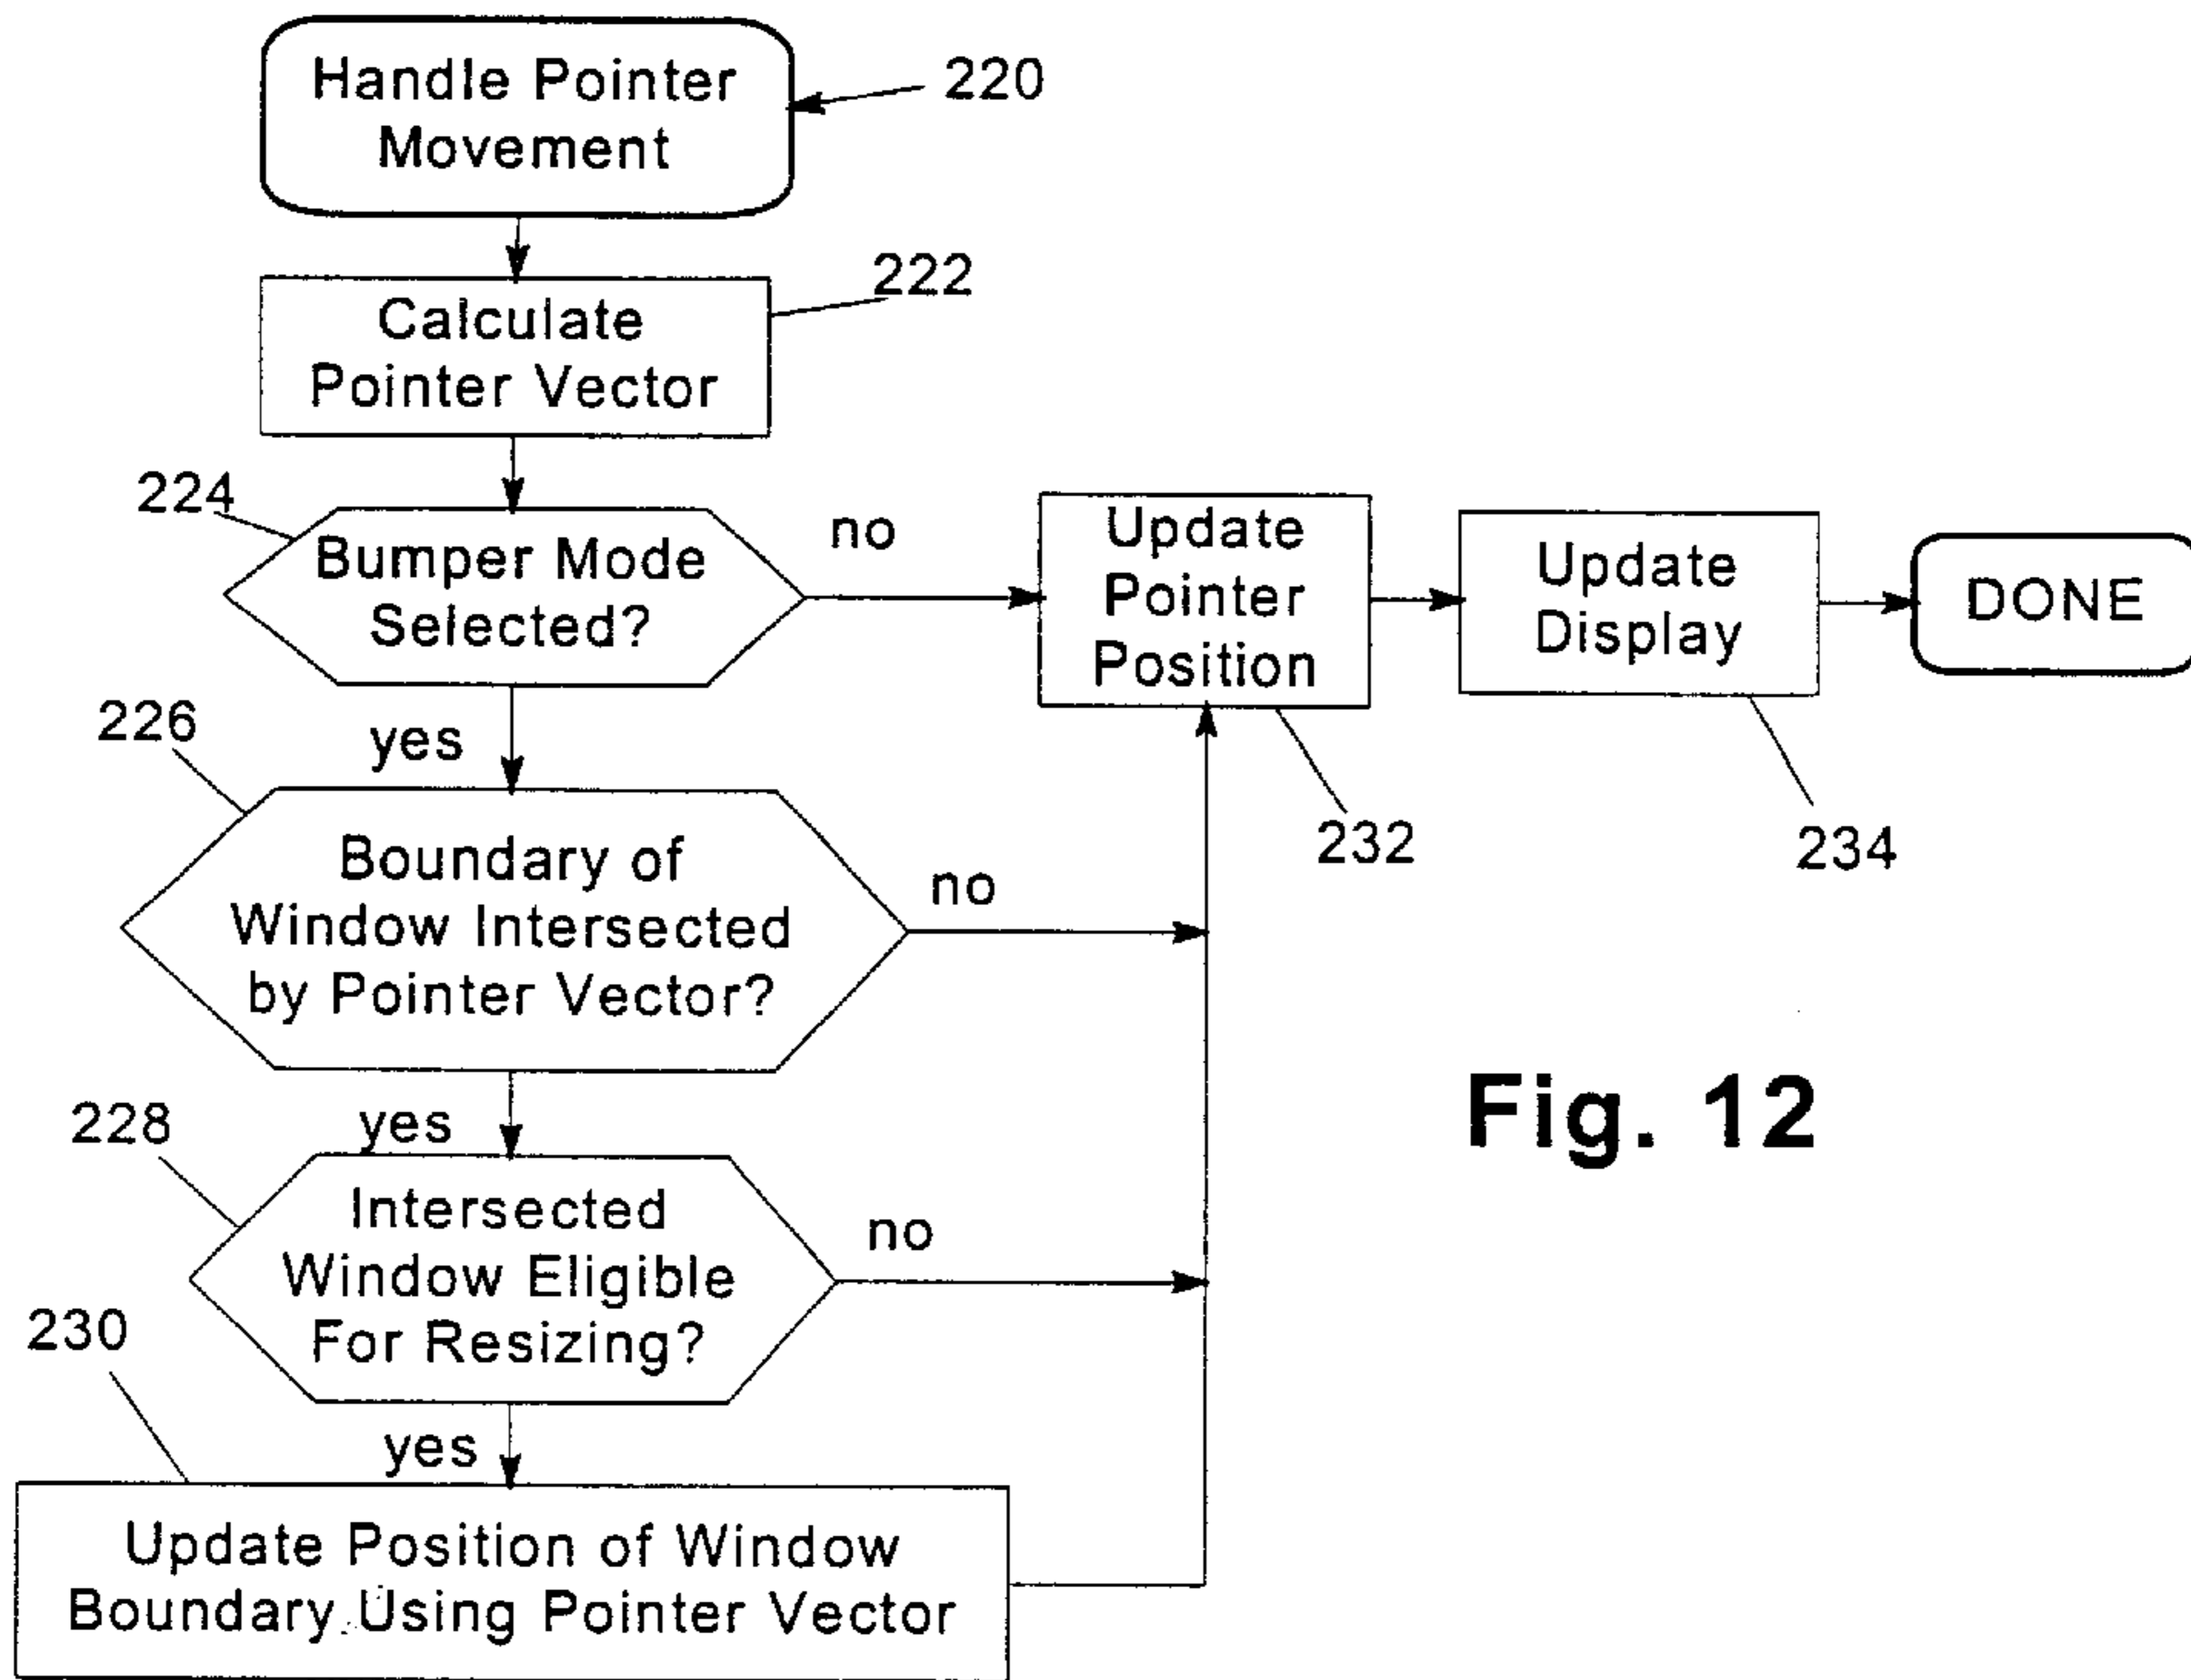 Handle Pointer
Movement
220
Calculate
Pointer Vector
222
224
Bumper Mode
Selected?
no
yes
Update
Pointer
Position
232
Update
Display
234
DONE
226
Boundary of
Window Intersected
by Pointer Vector?
no
yes
228
Intersected
Window Eligible
For Resizing?
no
yes
230
Update Position of Window
Boundary Using Pointer Vector
Fig. 12